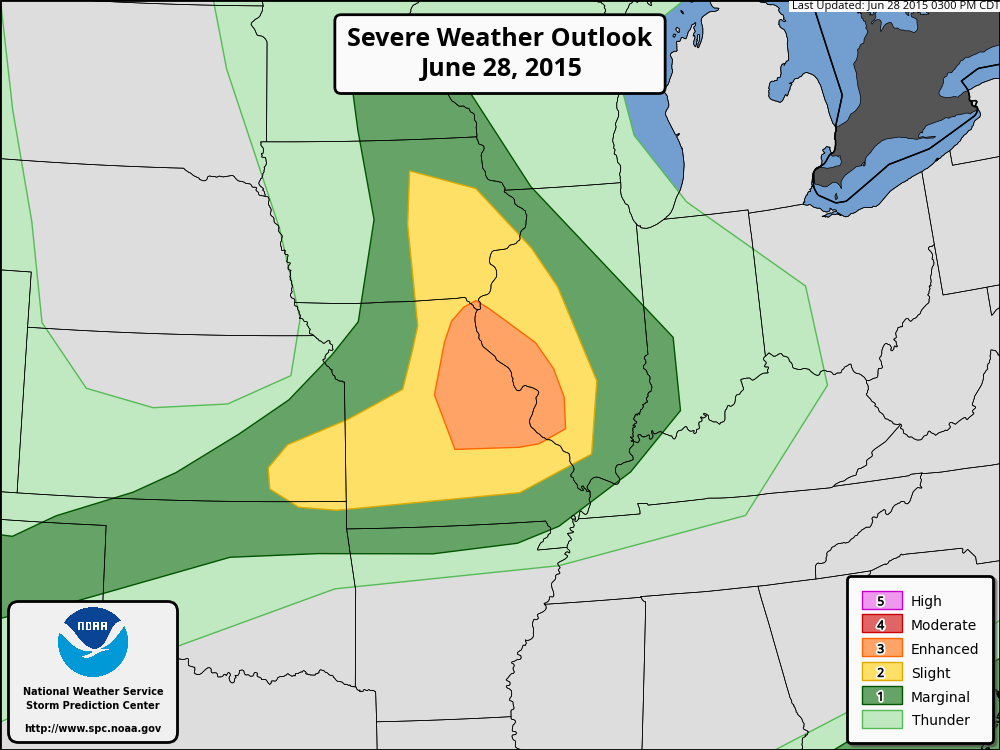 Last Updated: Jun 28 2015 0300 PM CDT
Severe Weather Outlook
June 28, 2015
5 High
4 Moderate
3 Enhanced
2 Slight
1 Marginal
Thunder
NOAA
National Weather Service
Storm Prediction Center
http://www.spc.noaa.gov